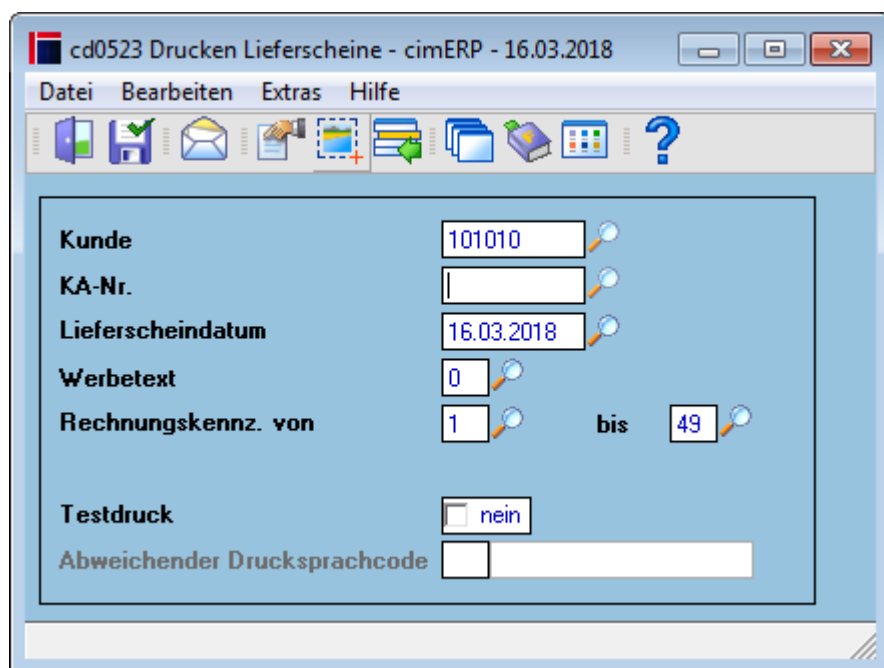 cd0523 Drucken Lieferscheine - cimERP - 16.03.2018
Datei Bearbeiten Extras Hilfe
Kunde 101010
KA-Nr.
Lieferscheindatum 16.03.2018
Werbetext 0
Rechnungskennz. von 1 bis 49
Testdruck nein
Abweichender Drucksprachcode